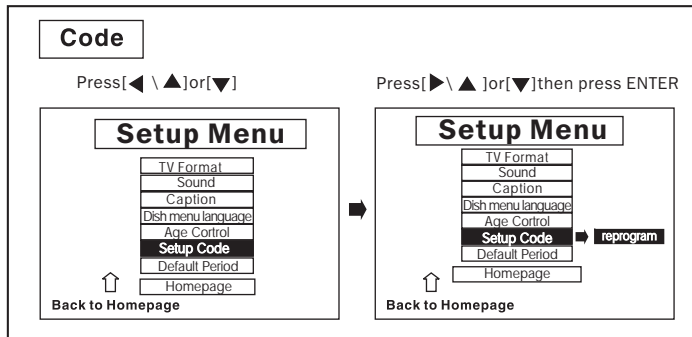 Code
Press[◀ \ ▲]or[▼]
Setup Menu
TV Format
Sound
Caption
Dish menu language
Age Cortrol
Setup Code
Default Period
Homepage
Back to Homepage
Press[▶\ ▲ ]or[▼]then press ENTER
Setup Menu
TV Format
Sound
Caption
Dish menu language
Age Cortrol
Setup Code
reprogram
Default Period
Homepage
Back to Homepage